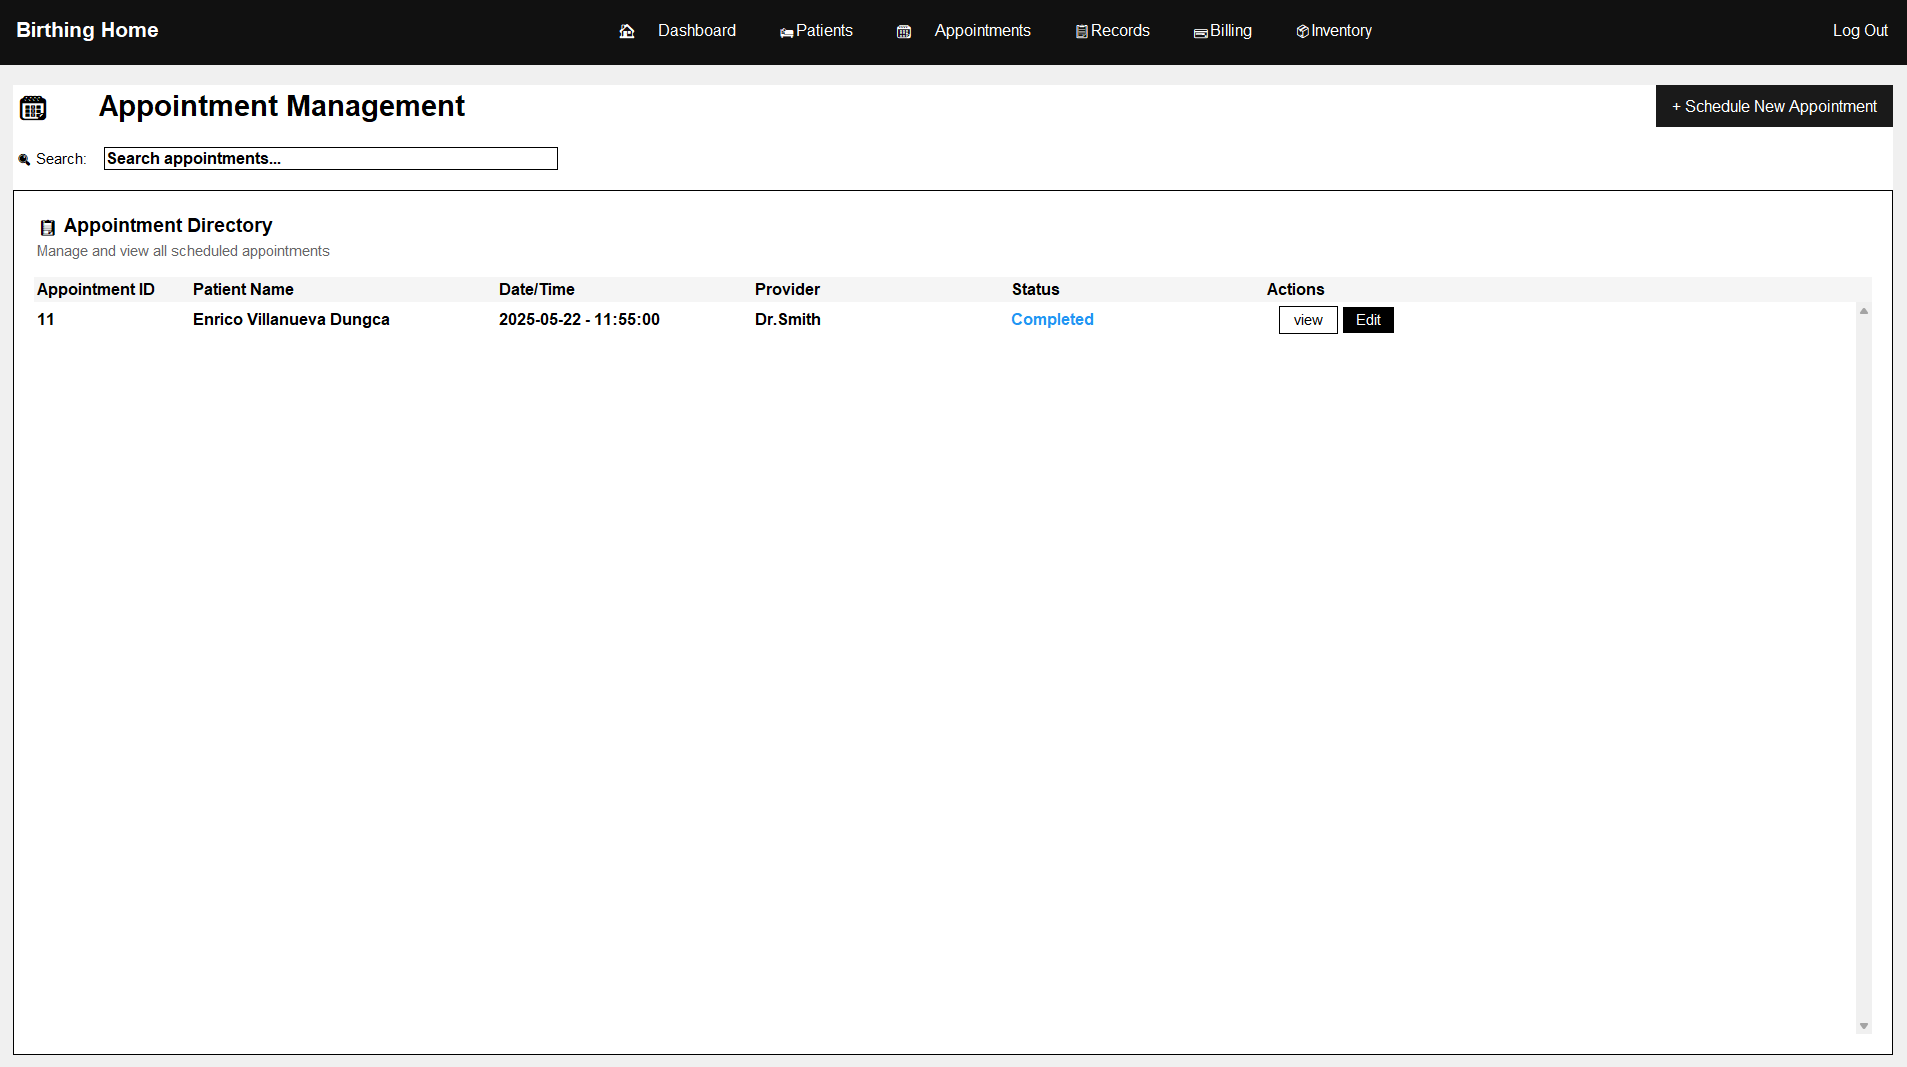 Birthing Home Dashboard Patients Appointments Records Billing Inventory Log Out
Appointment Management + Schedule New Appointment
Search: Search appointments...
Appointment Directory
Manage and view all scheduled appointments
Appointment ID Patient Name Date/Time Provider Status Actions
11 Enrico Villanueva Dungca 2025-05-22 - 11:55:00 Dr.Smith Completed view Edit